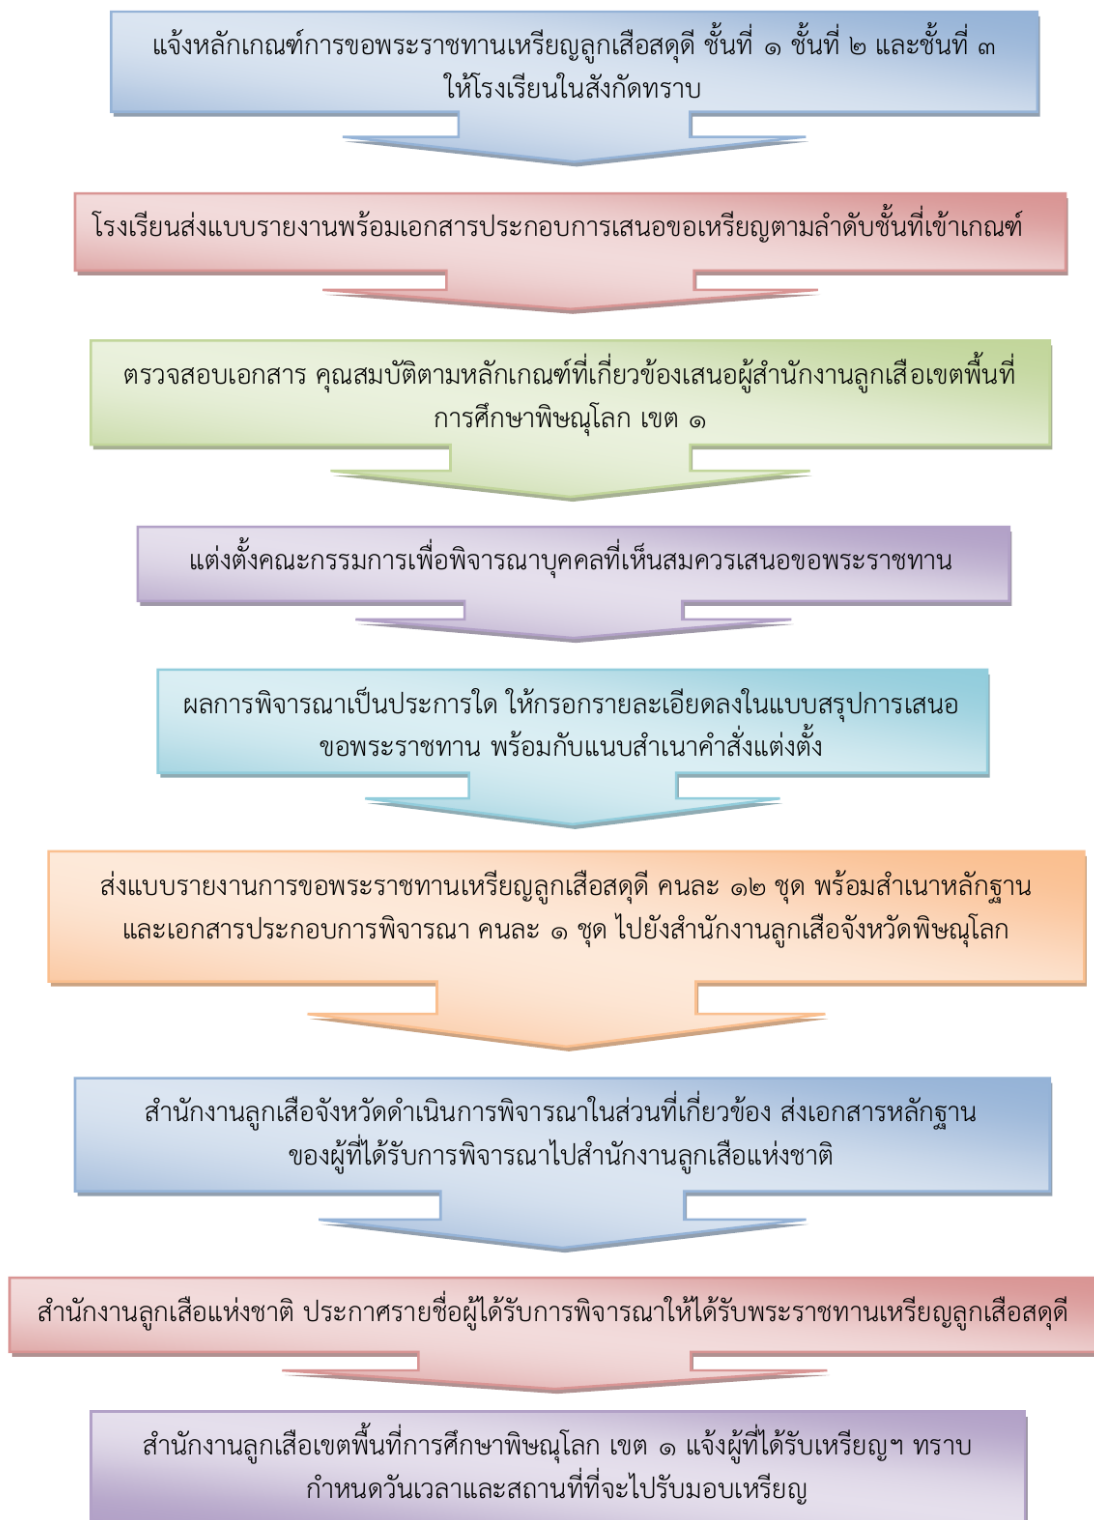 แจ้งหลักเกณฑ์การขอพระราชทานเหรียญลูกเสือสดุดี ชั้นที่ ๑ ชั้นที่ ๒ และชั้นที่ ๓
ให้โรงเรียนในสังกัดทราบ
โรงเรียนส่งแบบรายงานพร้อมเอกสารประกอบการเสนอขอเหรียญตามลำดับชั้นที่เข้าเกณฑ์
ตรวจสอบเอกสาร คุณสมบัติตามหลักเกณฑ์ที่เกี่ยวข้องเสนอผู้สำนักงานลูกเสือเขตพื้นที่
การศึกษาพิษณุโลก เขต ๑
แต่งตั้งคณะกรรมการเพื่อพิจารณาบุคคลที่เห็นสมควรเสนอขอพระราชทาน
ผลการพิจารณาเป็นประการใด ให้กรอกรายละเอียดลงในแบบสรุปการเสนอ
ขอพระราชทาน พร้อมกับแนบสำเนาคำสั่งแต่งตั้ง
ส่งแบบรายงานการขอพระราชทานเหรียญลูกเสือสดุดี คนละ ๑๒ ชุด พร้อมสำเนาหลักฐาน
และเอกสารประกอบการพิจารณา คนละ ๑ ชุด ไปยังสำนักงานลูกเสือจังหวัดพิษณุโลก
สำนักงานลูกเสือจังหวัดดำเนินการพิจารณาในส่วนที่เกี่ยวข้อง ส่งเอกสารหลักฐาน
ของผู้ที่ได้รับการพิจารณาไปสำนักงานลูกเสือแห่งชาติ
สำนักงานลูกเสือแห่งชาติ ประกาศรายชื่อผู้ได้รับการพิจารณาให้ได้รับพระราชทานเหรียญลูกเสือสดุดี
สำนักงานลูกเสือเขตพื้นที่การศึกษาพิษณุโลก เขต ๑ แจ้งผู้ที่ได้รับเหรียญฯ ทราบ
กำหนดวันเวลาและสถานที่ที่จะไปรับมอบเหรียญ